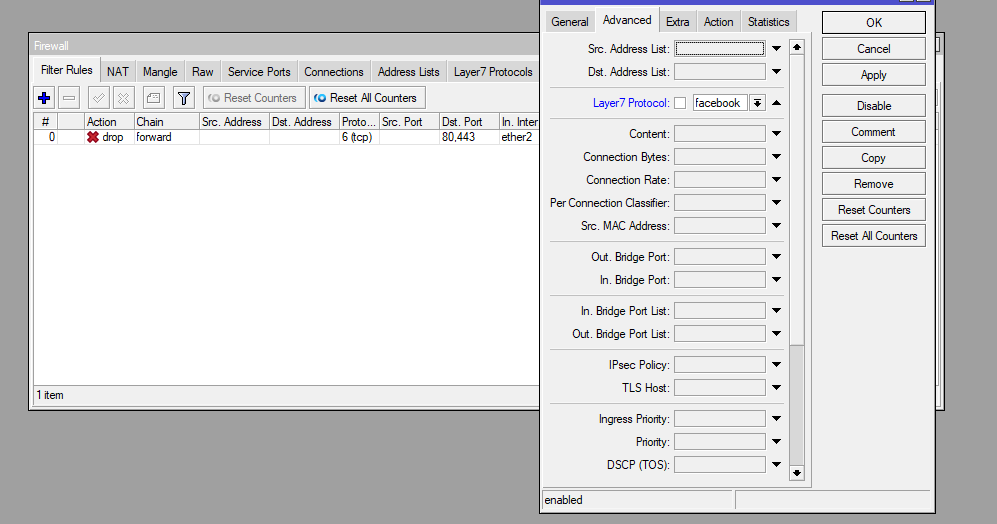 Firewall
Filter Rules NAT Mangle Raw Service Ports Connections Address Lists Layer7 Protocols
Reset Counters Reset All Counters
# Action Chain Src. Address Dst. Address Proto... Src. Port Dst. Port In. Inter
0 drop forward 6 (tcp) 80,443 ether2
1 item
General Advanced Extra Action Statistics
Src. Address List:
Dst. Address List:
Layer7 Protocol: facebook
Content:
Connection Bytes:
Connection Rate:
Per Connection Classifier:
Src. MAC Address:
Out. Bridge Port:
In. Bridge Port:
In. Bridge Port List:
Out. Bridge Port List:
IPsec Policy:
TLS Host:
Ingress Priority:
Priority:
DSCP (TOS):
enabled
OK
Cancel
Apply
Disable
Comment
Copy
Remove
Reset Counters
Reset All Counters